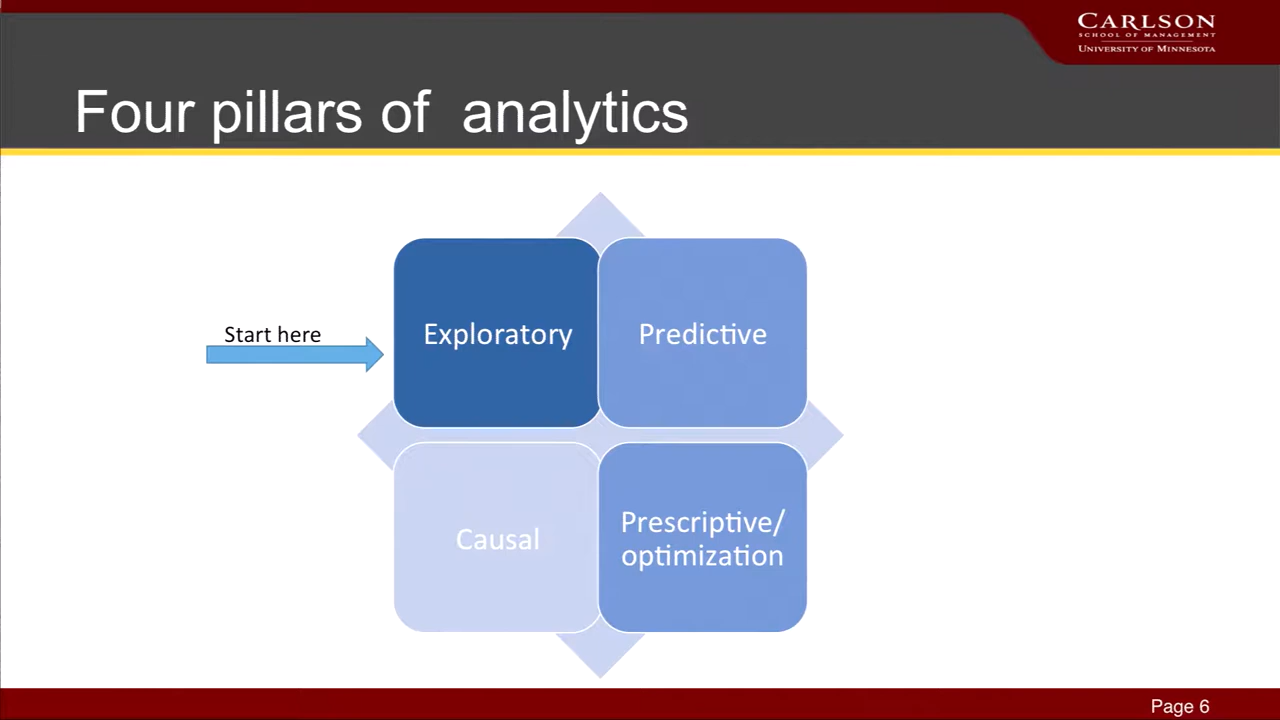 CARLSON
SCHOOL OF MANAGEMENT
UNIVERSITY OF MINNESOTA
Four pillars of  analytics
Start here
Exploratory
Predictive
Causal
Prescriptive/
optimization
Page 6